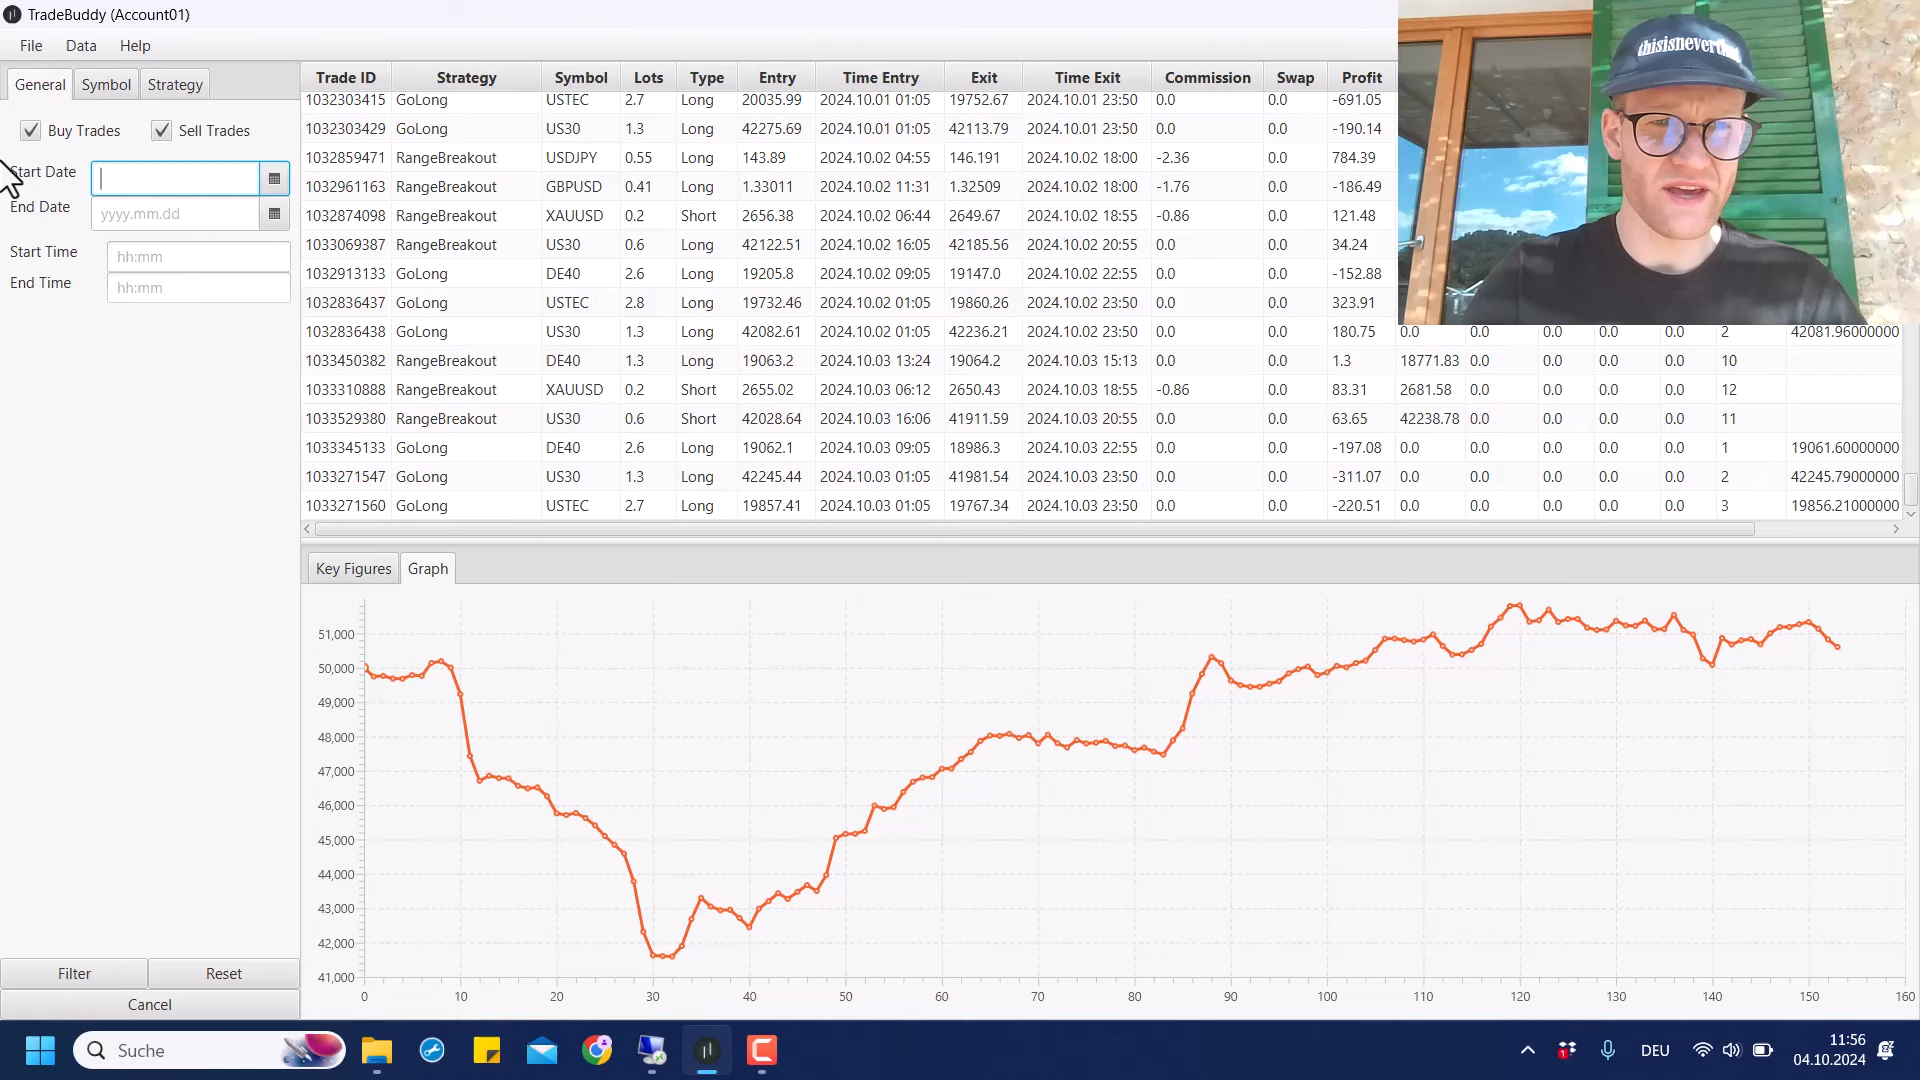 TradeBuddy (Account01)
File Data Help
General Symbol Strategy
Buy Trades Sell Trades
Start Date
End Date yyyy.mm.dd
Start Time hh:mm
End Time hh:mm
Filter Reset
Cancel
Trade ID Strategy Symbol Lots Type Entry Time Entry Exit Time Exit Commission Swap Profit
1032303415 GoLong USTEC 2.7 Long 20035.99 2024.10.01 01:05 19752.67 2024.10.01 23:50 0.0 0.0 -691.05
1032303429 GoLong US30 1.3 Long 42275.69 2024.10.01 01:05 42113.79 2024.10.01 23:50 0.0 0.0 -190.14
1032859471 RangeBreakout USDJPY 0.55 Long 143.89 2024.10.02 04:55 146.191 2024.10.02 18:00 -2.36 0.0 784.39
1032961163 RangeBreakout GBPUSD 0.41 Long 1.33011 2024.10.02 11:31 1.32509 2024.10.02 18:00 -1.76 0.0 -186.49
1032874098 RangeBreakout XAUUSD 0.2 Short 2656.38 2024.10.02 06:44 2649.67 2024.10.02 18:55 -0.86 0.0 121.48
1033069387 RangeBreakout US30 0.6 Long 42122.51 2024.10.02 16:05 42185.56 2024.10.02 20:55 0.0 0.0 34.24
1032913133 GoLong DE40 2.6 Long 19205.8 2024.10.02 09:05 19147.0 2024.10.02 22:55 0.0 0.0 -152.88
1032836437 GoLong USTEC 2.8 Long 19732.46 2024.10.02 01:05 19860.26 2024.10.02 23:50 0.0 0.0 323.91
1032836438 GoLong US30 1.3 Long 42082.61 2024.10.02 01:05 42236.21 2024.10.02 23:50 0.0 0.0 180.75 0.0 0.0 0.0 0.0 0.0 2 42081.96000000
1033450382 RangeBreakout DE40 1.3 Long 19063.2 2024.10.03 13:24 19064.2 2024.10.03 15:13 0.0 0.0 1.3 18771.83 0.0 0.0 0.0 0.0 10
1033310888 RangeBreakout XAUUSD 0.2 Short 2655.02 2024.10.03 06:12 2650.43 2024.10.03 18:55 -0.86 0.0 83.31 2681.58 0.0 0.0 0.0 0.0 12
1033529380 RangeBreakout US30 0.6 Short 42028.64 2024.10.03 16:06 41911.59 2024.10.03 20:55 0.0 0.0 63.65 42238.78 0.0 0.0 0.0 0.0 11
1033345133 GoLong DE40 2.6 Long 19062.1 2024.10.03 09:05 18986.3 2024.10.03 22:55 0.0 0.0 -197.08 0.0 0.0 0.0 0.0 0.0 1 19061.60000000
1033271547 GoLong US30 1.3 Long 42245.44 2024.10.03 01:05 41981.54 2024.10.03 23:50 0.0 0.0 -311.07 0.0 0.0 0.0 0.0 0.0 2 42245.79000000
1033271560 GoLong USTEC 2.7 Long 19857.41 2024.10.03 01:05 19767.34 2024.10.03 23:50 0.0 0.0 -220.51 0.0 0.0 0.0 0.0 0.0 3 19856.21000000
Key Figures Graph
51,000
50,000
49,000
48,000
47,000
46,000
45,000
44,000
43,000
42,000
41,000
0 10 20 30 40 50 60 70 80 90 100 110 120 130 140 150 160
Suche
1
DEU
11:56
04.10.2024